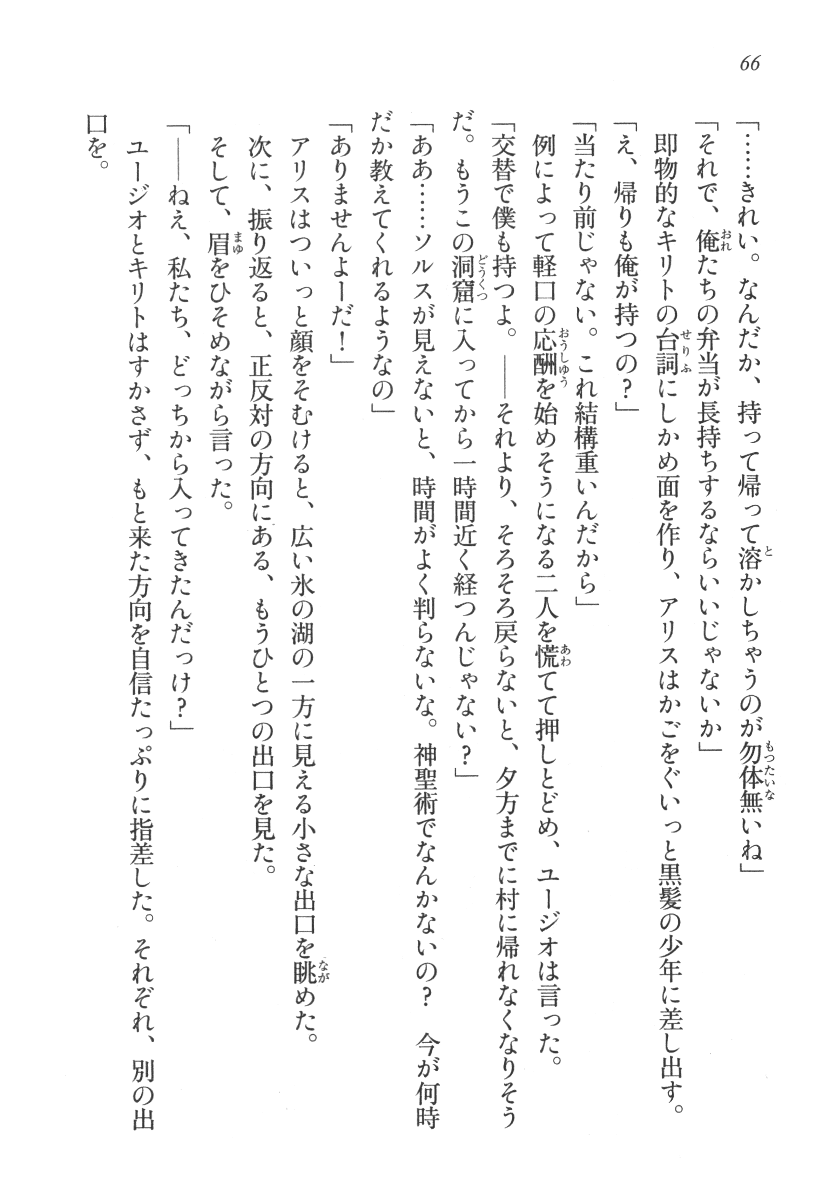 66
「……きれい。なんだか、持って帰って溶かしちゃうのが勿体無いね」
「それで、俺たちの弁当が長持ちするならいいじゃないか」
即物的なキリトの台詞にしかめ面を作り、アリスはかごをぐいっと黒髪の少年に差し出す。
「え、帰りも俺が持つの？」
「当たり前じゃない。これ結構重いんだから」
例によって軽口の応酬を始めそうになる二人を慌てて押しとどめ、ユージオは言った。
「交替で僕も持つよ。――それより、そろそろ戻らないと、夕方までに村に帰れなくなりそう
だ。もうこの洞窟に入ってから一時間近く経つんじゃない？」
「ああ……ソルスが見えないと、時間がよく判らないな。神聖術でなんかないの？　今が何時
だか教えてくれるようなの」
「ありませんよーだ！」
アリスはついっと顔をそむけると、広い氷の湖の一方に見える小さな出口を眺めた。
次に、振り返ると、正反対の方向にある、もうひとつの出口を見た。
そして、眉をひそめながら言った。
「――ねえ、私たち、どっちから入ってきたんだっけ？」
ユージオとキリトはすかさず、もと来た方向を自信たっぷりに指差した。それぞれ、別の出
口を。